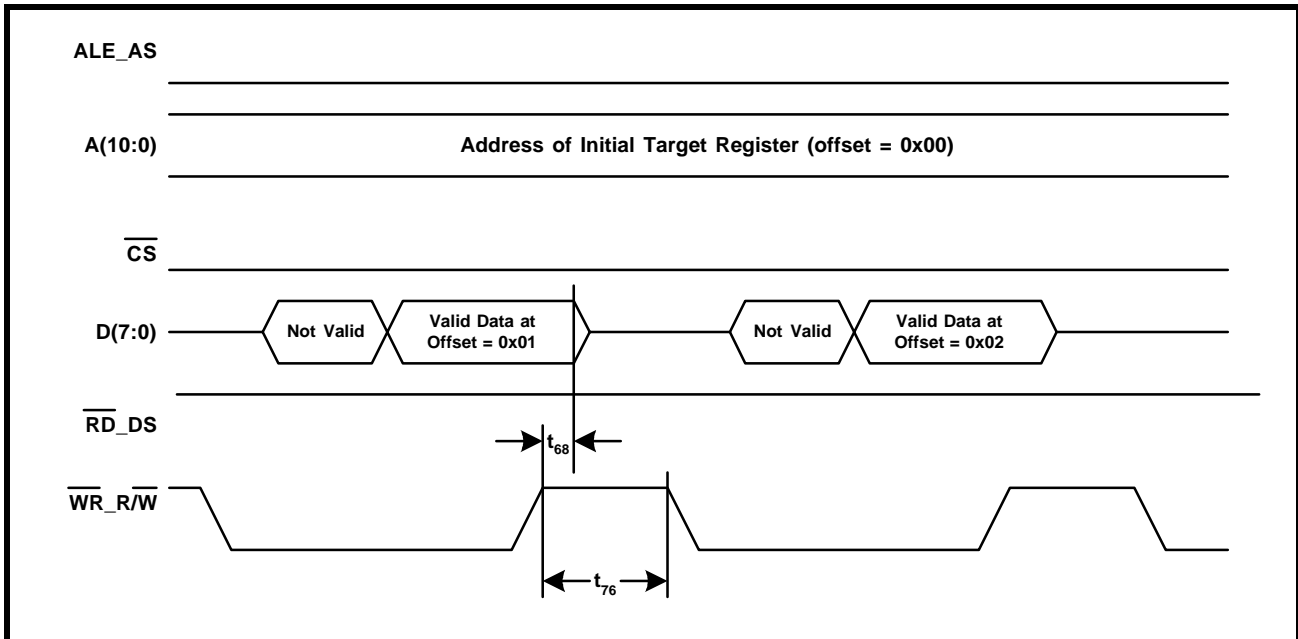 ALE_AS
A(10:0)
Address of Initial Target Register (offset = 0x00)
CS
D(7:0)
Not Valid
Valid Data at
Offset = 0x01
Not Valid
Valid Data at
Offset = 0x02
RD_DS
t68
WR_R/W
t76